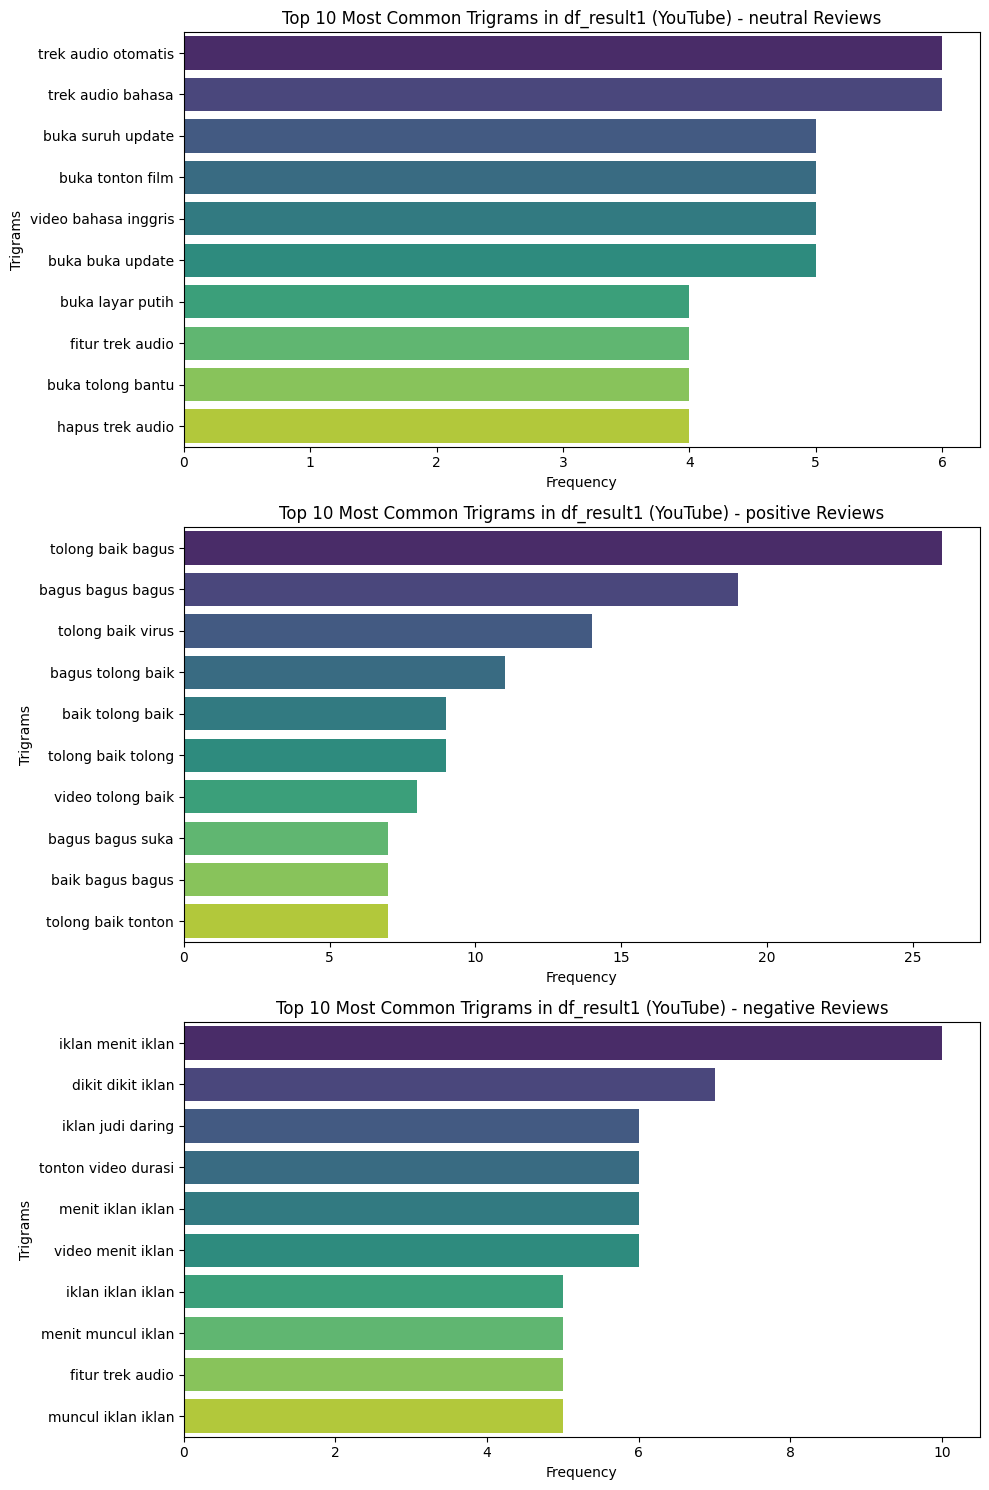 Top 10 Most Common Trigrams in df_result1 (YouTube) - neutral Reviews
Trigrams
trek audio otomatis
trek audio bahasa
buka suruh update
buka tonton film
video bahasa inggris
buka buka update
buka layar putih
fitur trek audio
buka tolong bantu
hapus trek audio
0 1 2 3 4 5 6
Frequency
Top 10 Most Common Trigrams in df_result1 (YouTube) - positive Reviews
Trigrams
tolong baik bagus
bagus bagus bagus
tolong baik virus
bagus tolong baik
baik tolong baik
tolong baik tolong
video tolong baik
bagus bagus suka
baik bagus bagus
tolong baik tonton
0 5 10 15 20 25
Frequency
Top 10 Most Common Trigrams in df_result1 (YouTube) - negative Reviews
Trigrams
iklan menit iklan
dikit dikit iklan
iklan judi daring
tonton video durasi
menit iklan iklan
video menit iklan
iklan iklan iklan
menit muncul iklan
fitur trek audio
muncul iklan iklan
0 2 4 6 8 10
Frequency